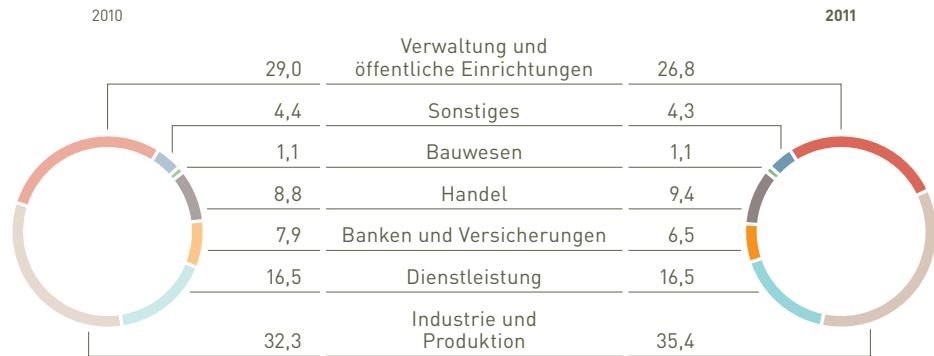 2010 2011
Verwaltung und
29,0 öffentliche Einrichtungen 26,8
4,4 Sonstiges 4,3
1,1 Bauwesen 1,1
8,8 Handel 9,4
7,9 Banken und Versicherungen 6,5
16,5 Dienstleistung 16,5
Industrie und
32,3 Produktion 35,4